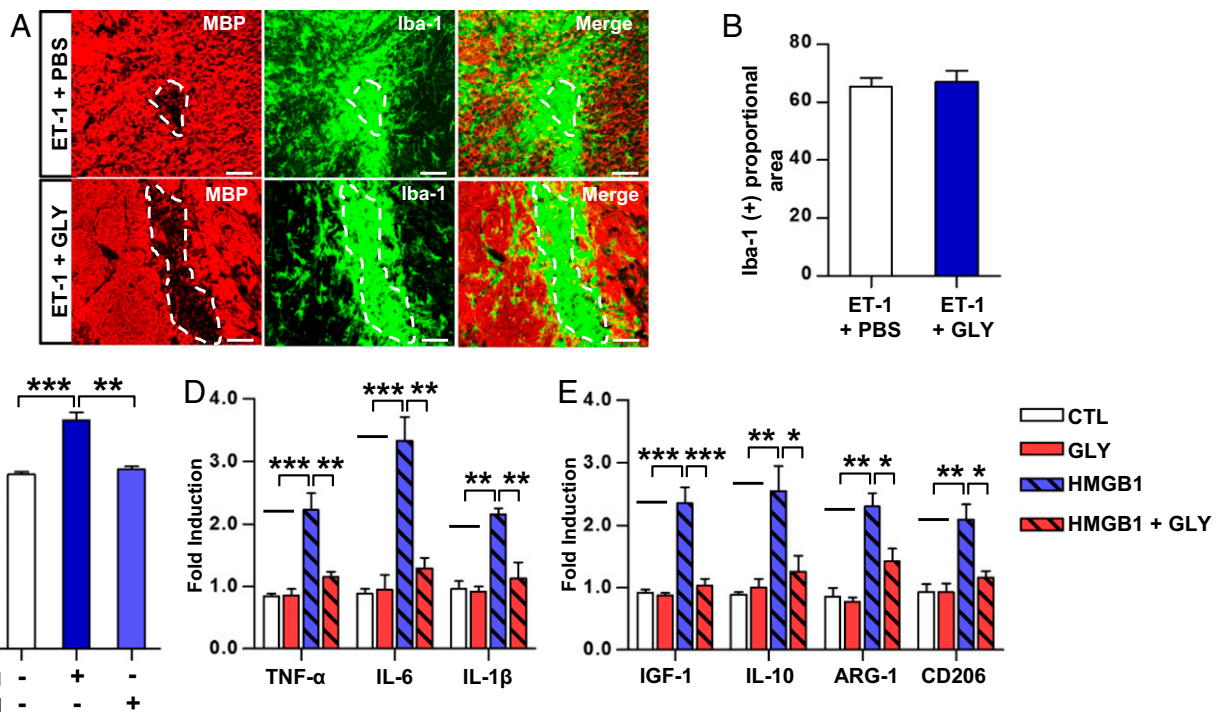 A
ET-1 + PBS
MBP
Iba-1
Merge
ET-1 + GLY
MBP
Iba-1
Merge
B
Iba-1 (+) proportional
area
80
60
40
20
0
ET-1
+ PBS
ET-1
+ GLY
*** **
- + -
- - +
D
Fold Induction
4.0
3.0
2.0
1.0
0.0
*** **
*** **
** **
TNF-α IL-6 IL-1β
E
Fold Induction
4.0
3.0
2.0
1.0
0.0
*** ***
** *
** *
** *
IGF-1 IL-10 ARG-1 CD206
CTL
GLY
HMGB1
HMGB1 + GLY